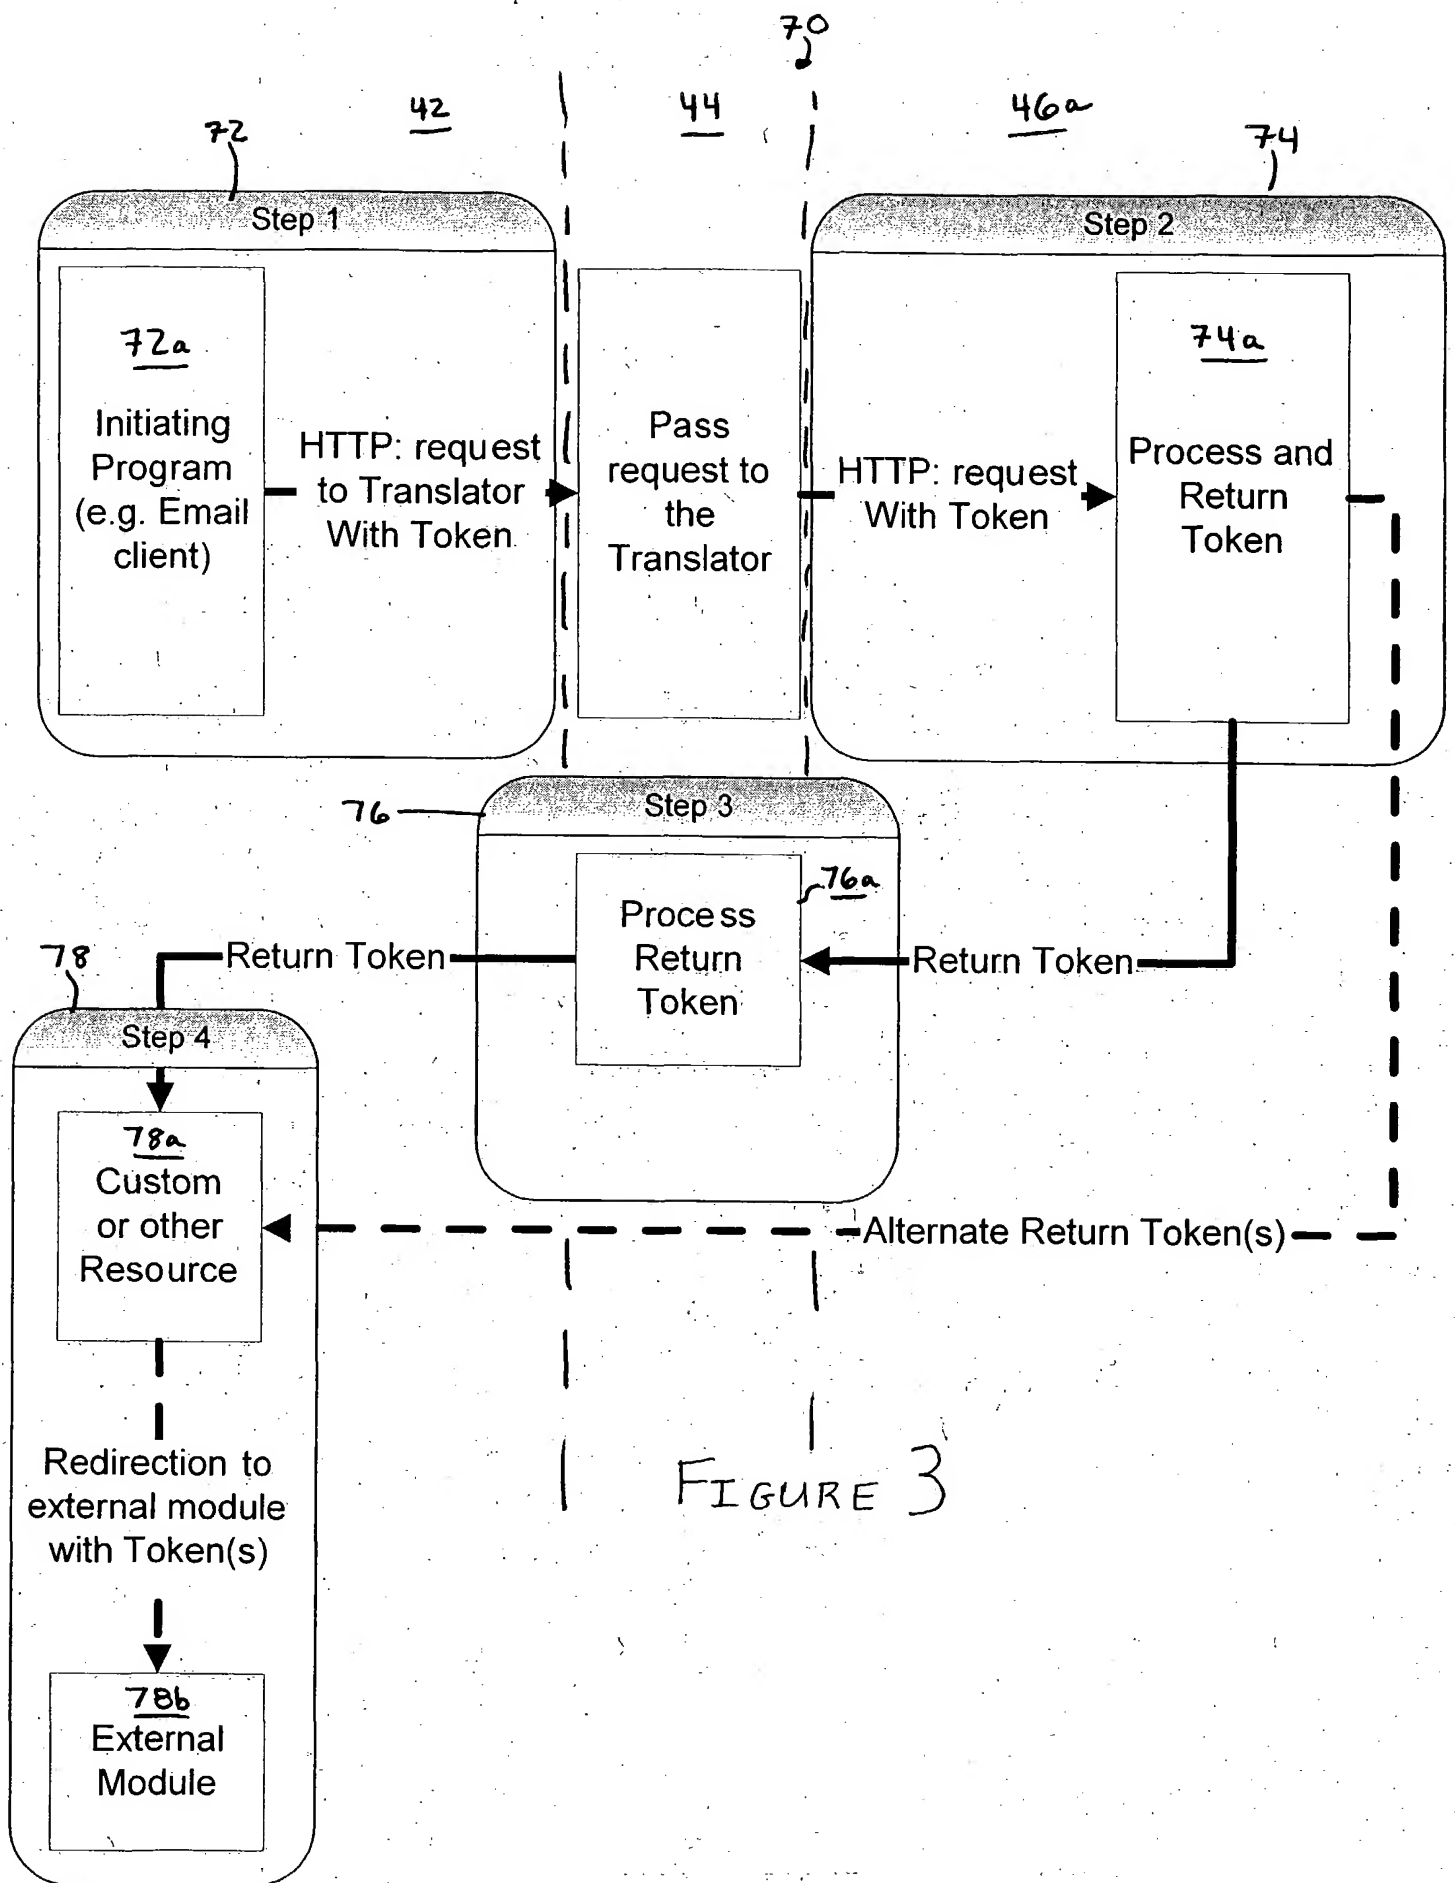 70
42
44
46a
72
74
Step 1
Step 2
72a
Initiating
Program
(e.g. Email
client)
HTTP: request
to Translator
With Token
Pass
request to
the
Translator
HTTP: request
With Token
74a
Process and
Return
Token
76
Step 3
76a
Process
Return
Token
Return Token
Return Token
78
Step 4
78a
Custom
or other
Resource
Alternate Return Token(s)
Redirection to
external module
with Token(s)
78b
External
Module
FIGURE 3